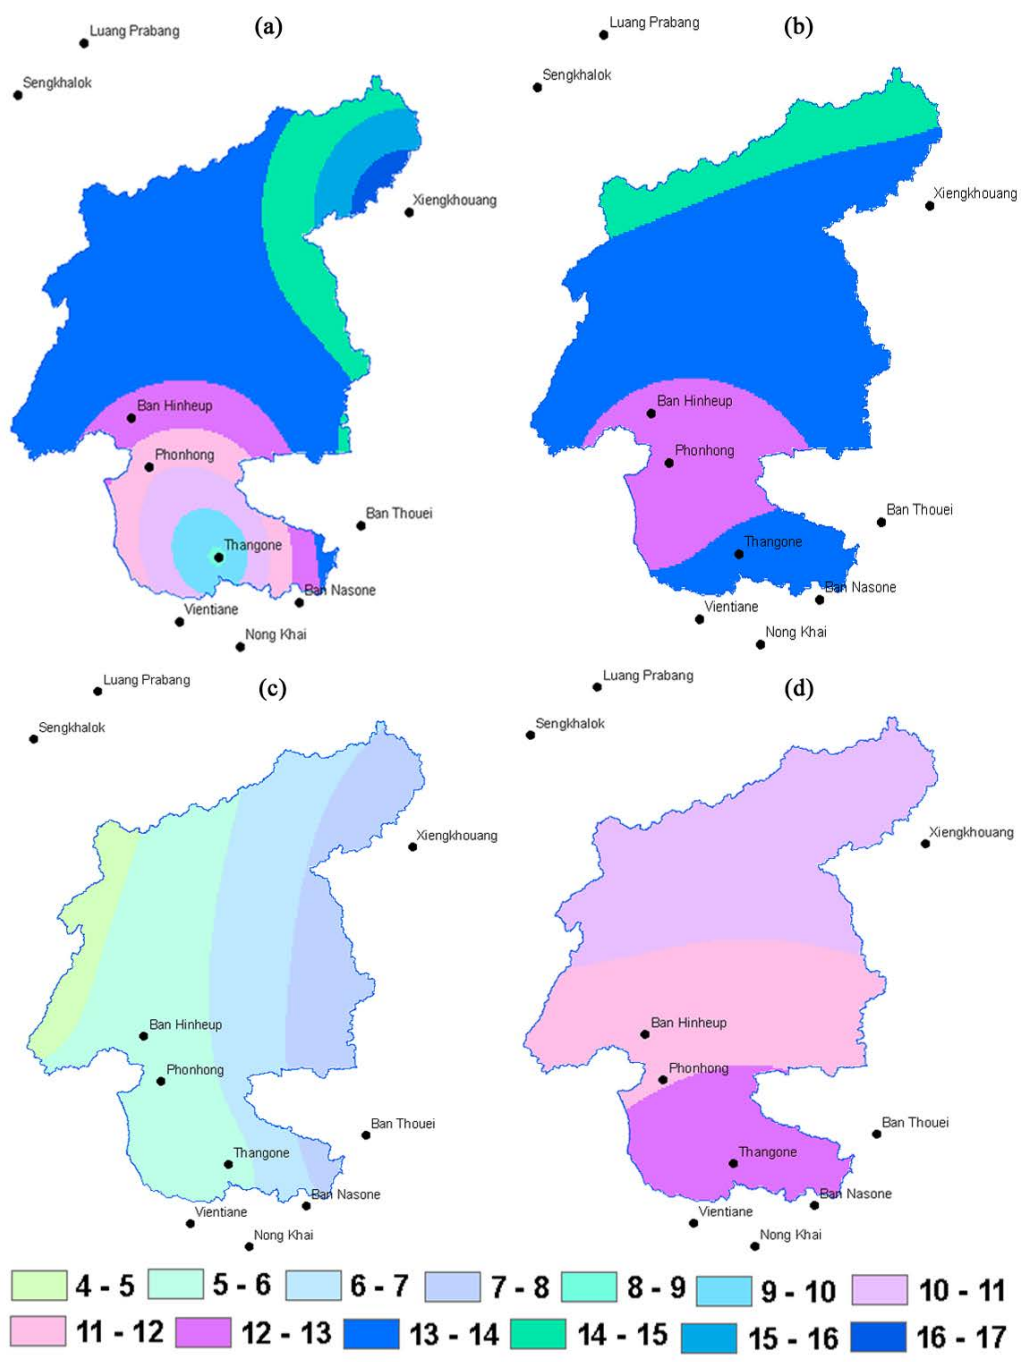 (a)
Luang Prabang
Sengkhalok
Xiengkhouang
Ban Hinheup
Phonhong
Ban Thouei
Thangone
Ban Nasone
Vientiane
Nong Khai
(b)
Luang Prabang
Sengkhalok
Xiengkhouang
Ban Hinheup
Phonhong
Ban Thouei
Thangone
Ban Nasone
Vientiane
Nong Khai
(c)
Luang Prabang
Sengkhalok
Xiengkhouang
Ban Hinheup
Phonhong
Ban Thouei
Thangone
Ban Nasone
Vientiane
Nong Khai
(d)
Luang Prabang
Sengkhalok
Xiengkhouang
Ban Hinheup
Phonhong
Ban Thouei
Thangone
Ban Nasone
Vientiane
Nong Khai
4 - 5 5 - 6 6 - 7 7 - 8 8 - 9 9 - 10 10 - 11
11 - 12 12 - 13 13 - 14 14 - 15 15 - 16 16 - 17